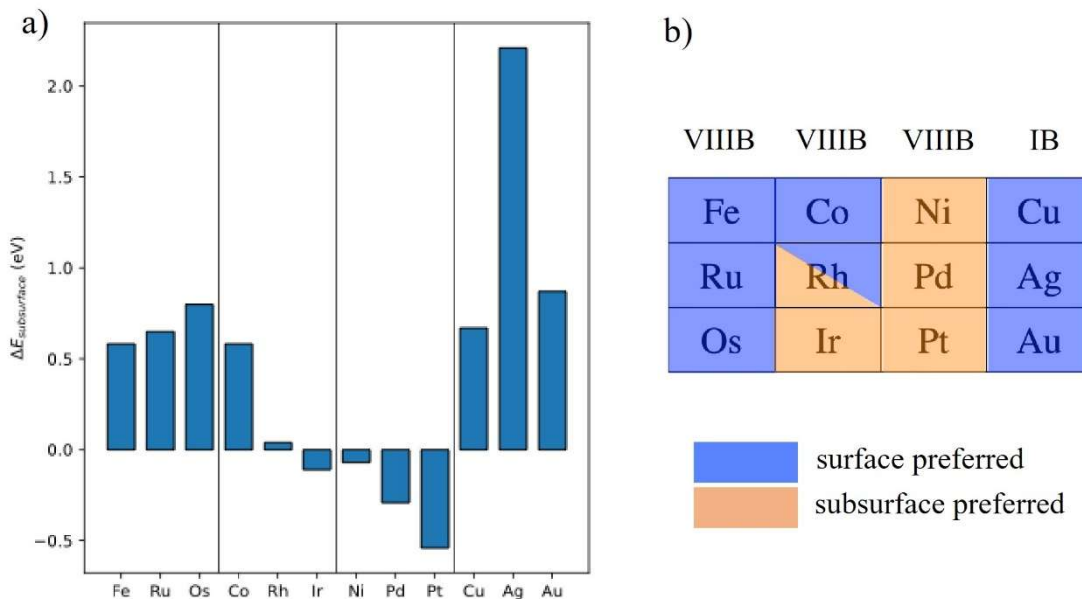 a)
ΔE_subsurface (eV)
2.0
1.5
1.0
0.5
0.0
−0.5
Fe Ru Os Co Rh Ir Ni Pd Pt Cu Ag Au
b)
VIIIB VIIIB VIIIB IB
Fe Co Ni Cu
Ru Rh Pd Ag
Os Ir Pt Au
surface preferred
subsurface preferred